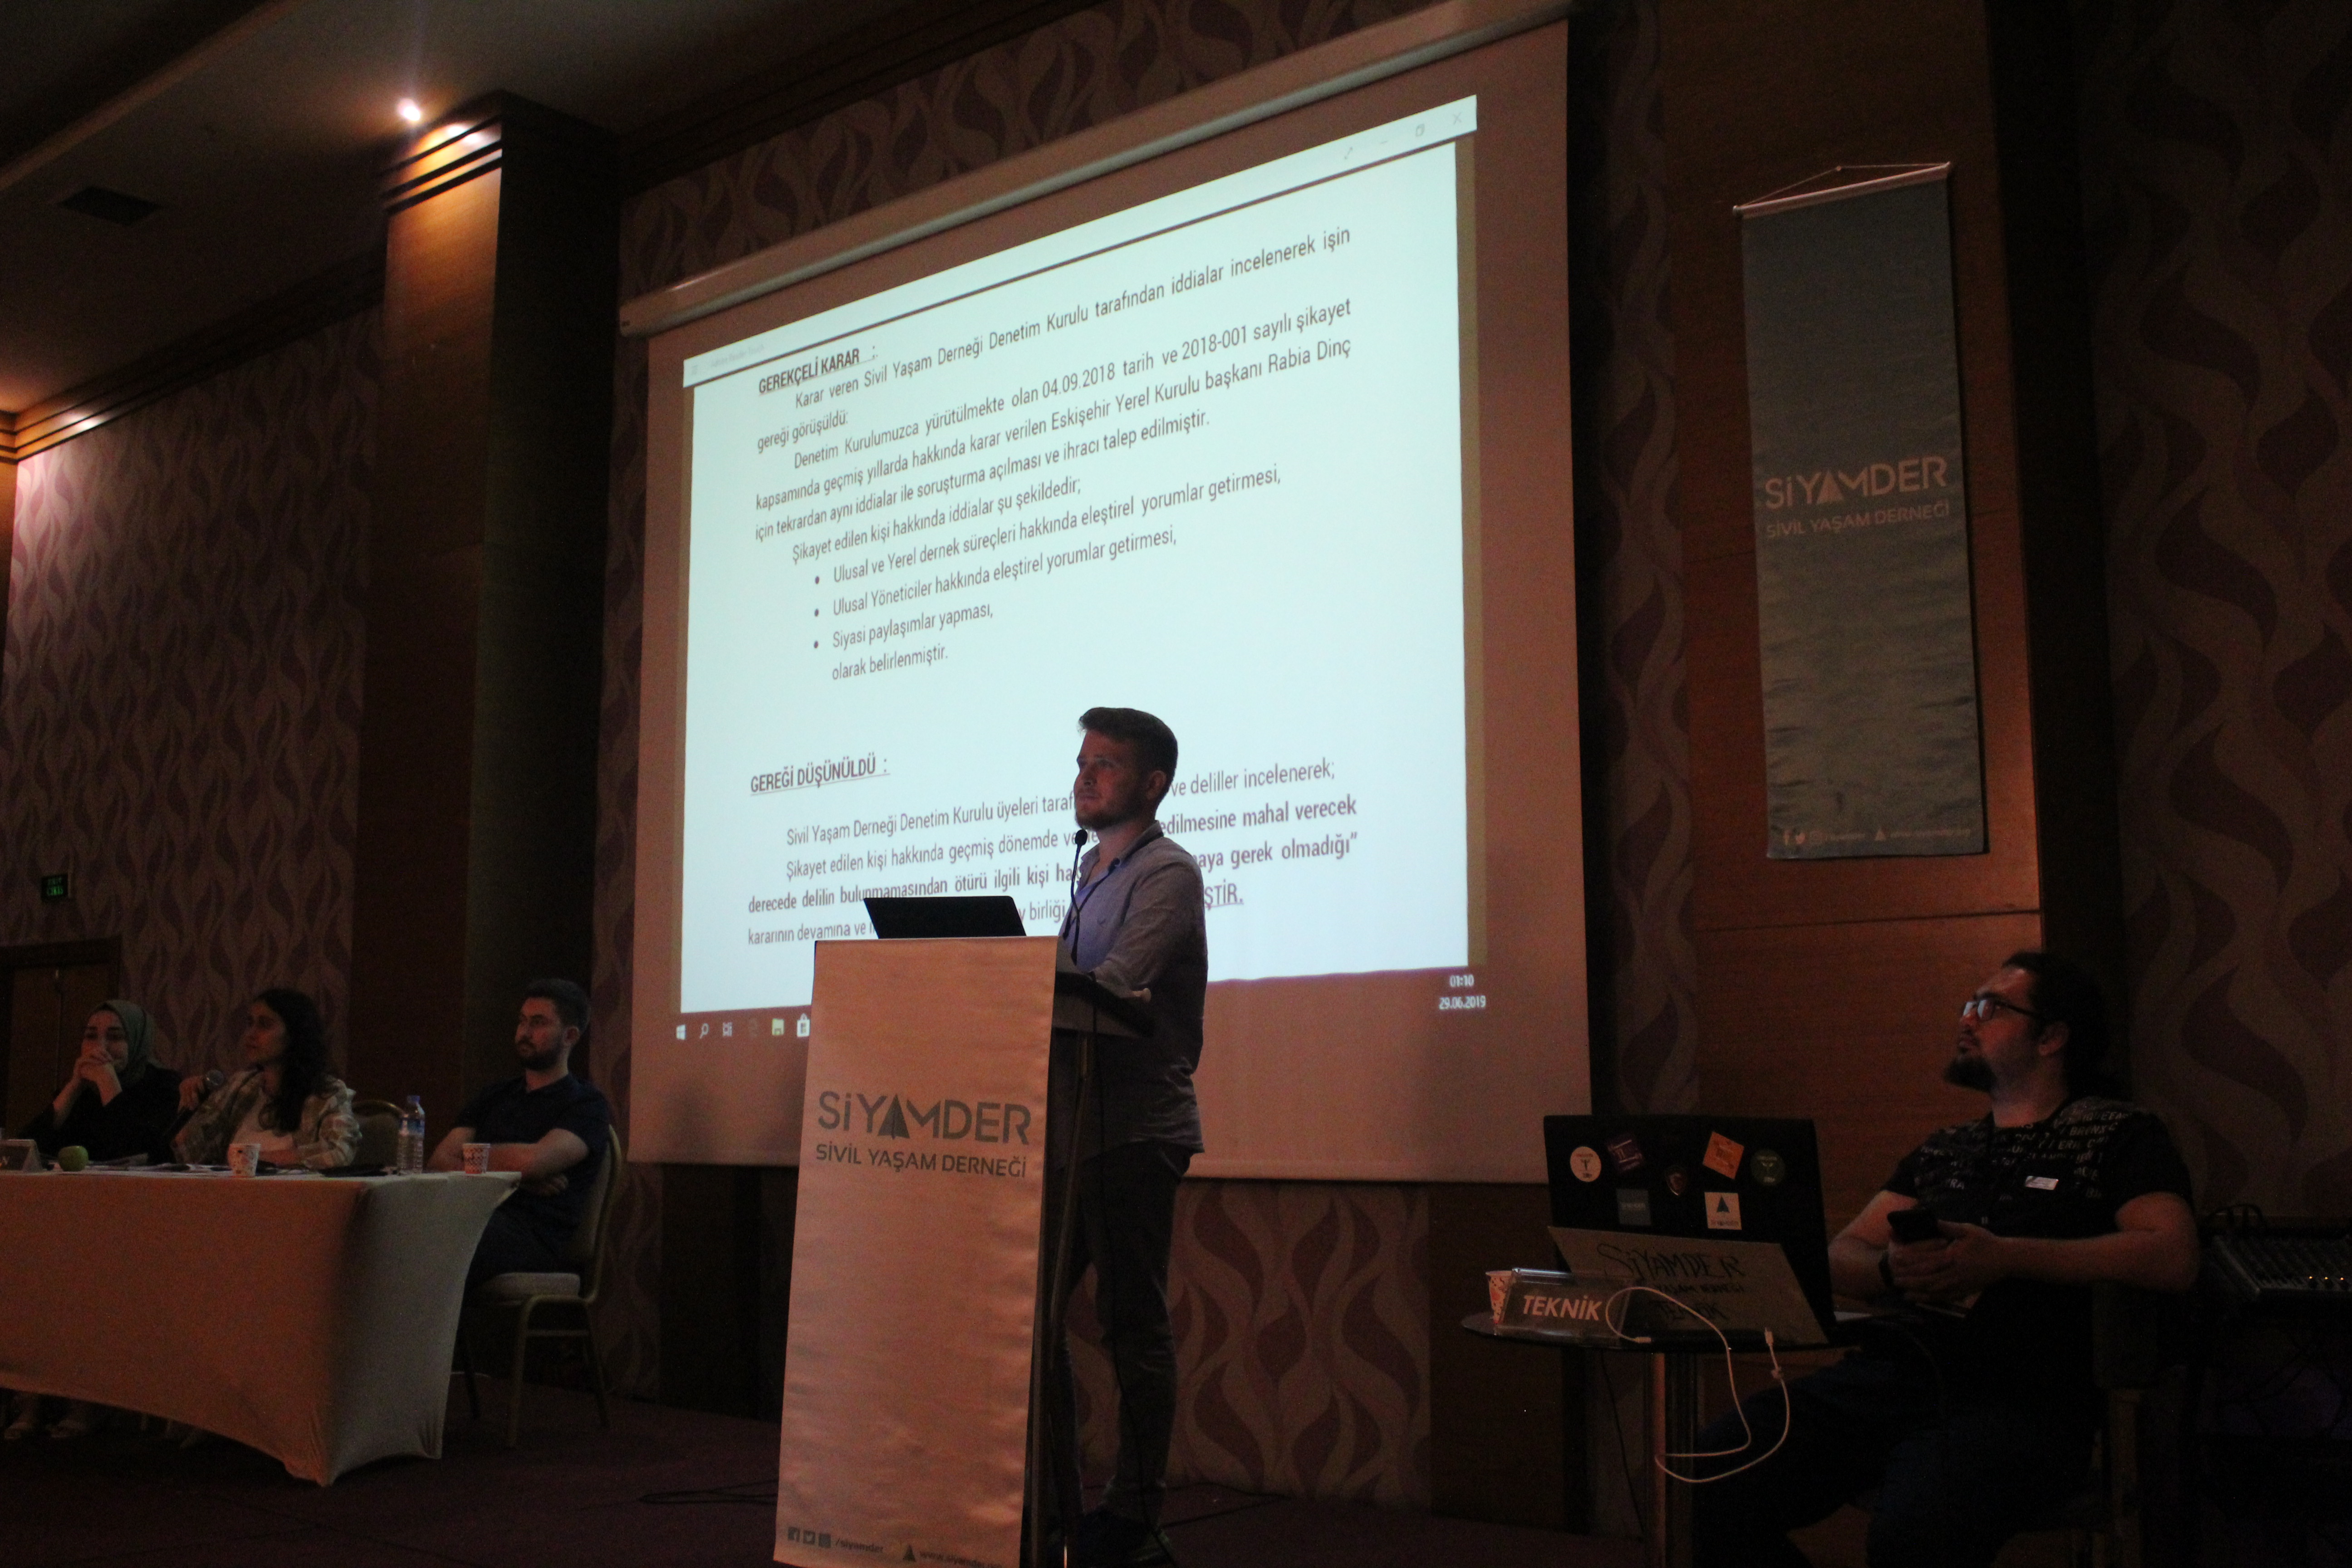 GEREKÇELİ KARAR :
Karar veren Sivil Yaşam Derneği Denetim Kurulu tarafından iddialar incelenerek işin
gereği görüşüldü:
Denetim Kurulumuzca yürütülmekte olan 04.09.2018 tarih ve 2018-001 sayılı şikayet
kapsamında geçmiş yıllarda hakkında karar verilen Eskişehir Yerel Kurulu başkanı Rabia Dinç
için tekrardan aynı iddialar ile soruşturma açılması ve ihracı talep edilmiştir.
Şikayet edilen kişi hakkında iddialar şu şekildedir;
• Ulusal ve Yerel dernek süreçleri hakkında eleştirel yorumlar getirmesi,
• Ulusal Yöneticiler hakkında eleştirel yorumlar getirmesi,
• Siyasi paylaşımlar yapması,
olarak belirlenmiştir.
GEREĞİ DÜŞÜNÜLDÜ :
Sivil Yaşam Derneği Denetim Kurulu üyeleri taraf ve deliller incelenerek;
Şikayet edilen kişi hakkında geçmiş dönemde ve edilmesine mahal verecek
derecede delilin bulunmamasından ötürü ilgili kişi ha maya gerek olmadığı"
kararının devamına ve birliği ŞTİR.
01:10
29.06.2019
SiYAMDER
SİVİL YAŞAM DERNEĞİ
SiYAMDER
SİVİL YAŞAM DERNEĞİ
/siyamder
SiYAMDER
TEKNİK
TEKNİK